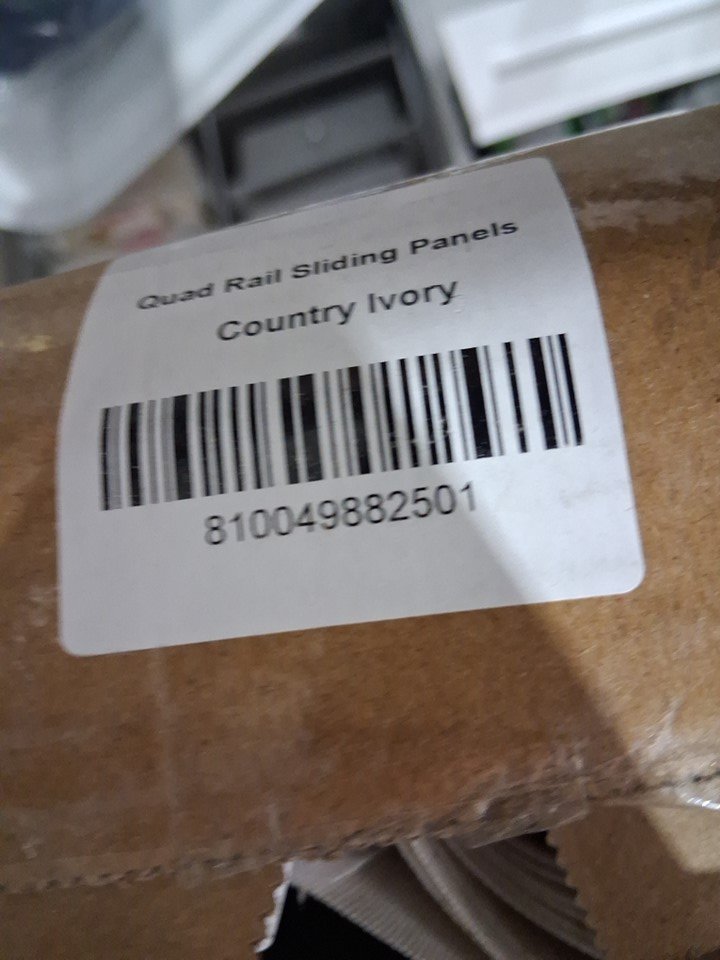 Quad Rail Sliding Panels
Country Ivory
810049882501